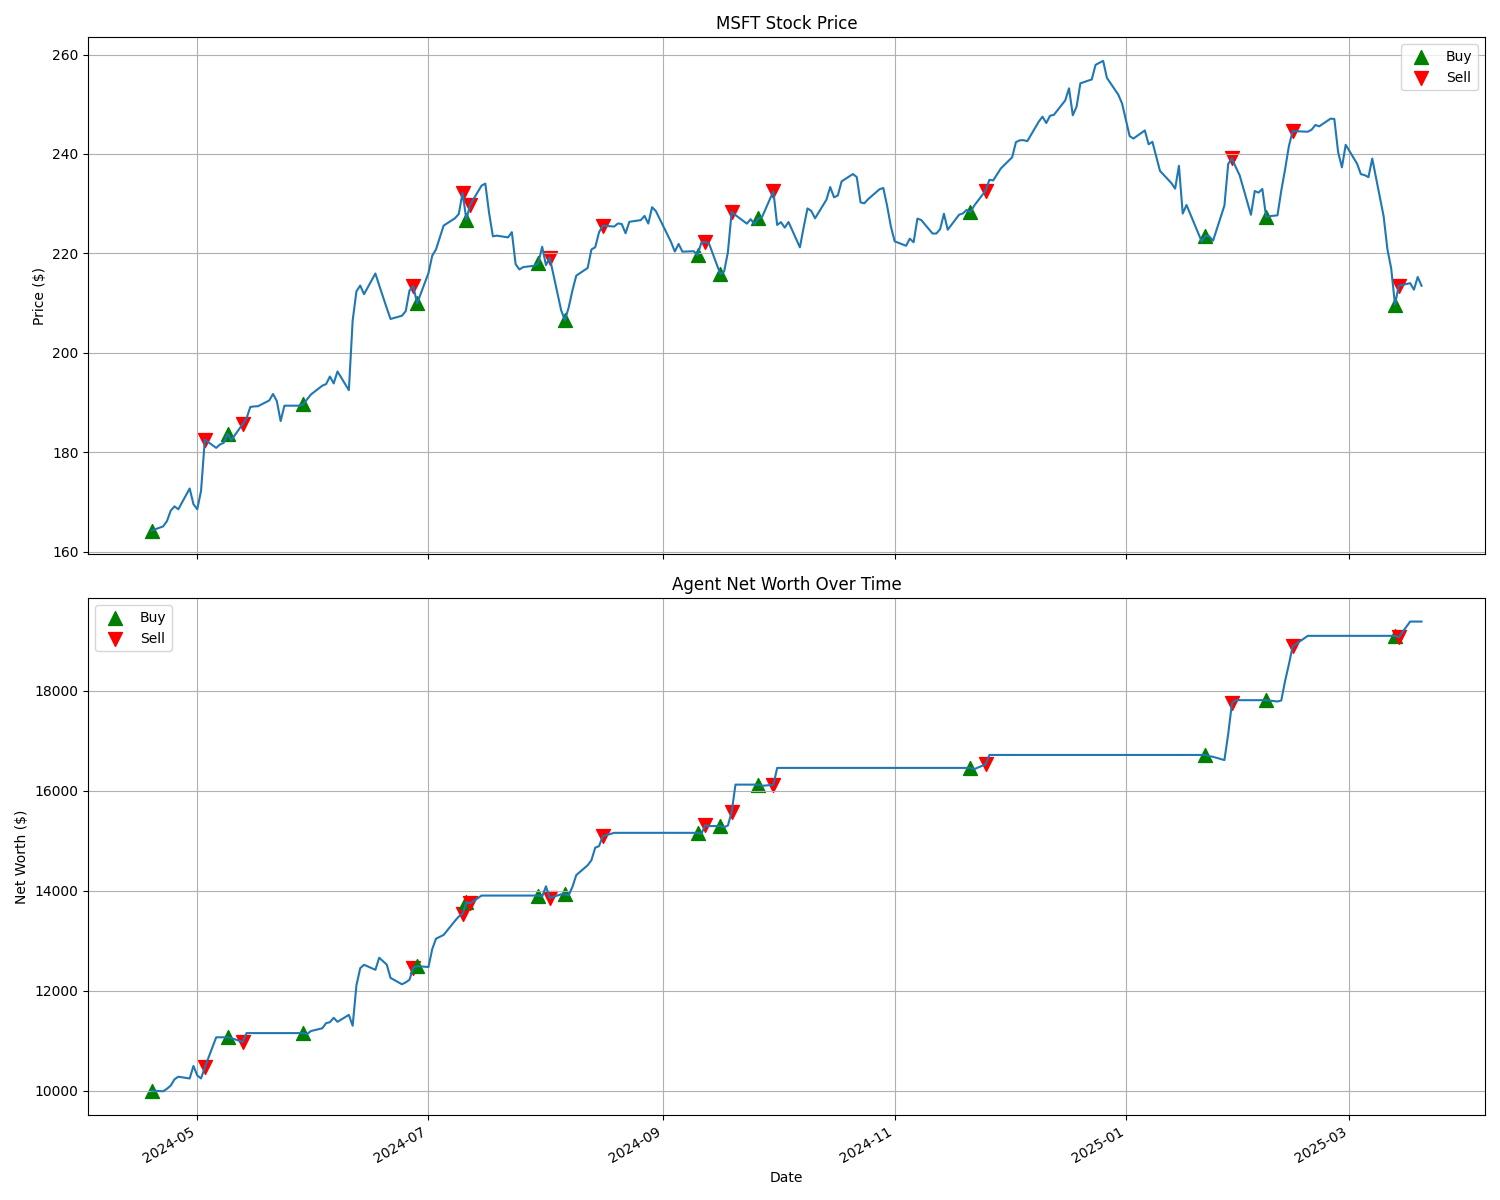 MSFT Stock Price
Price ($)
260
240
220
200
180
160
Buy
Sell
Agent Net Worth Over Time
Net Worth ($)
18000
16000
14000
12000
10000
Buy
Sell
2024-05
2024-07
2024-09
2024-11
2025-01
2025-03
Date